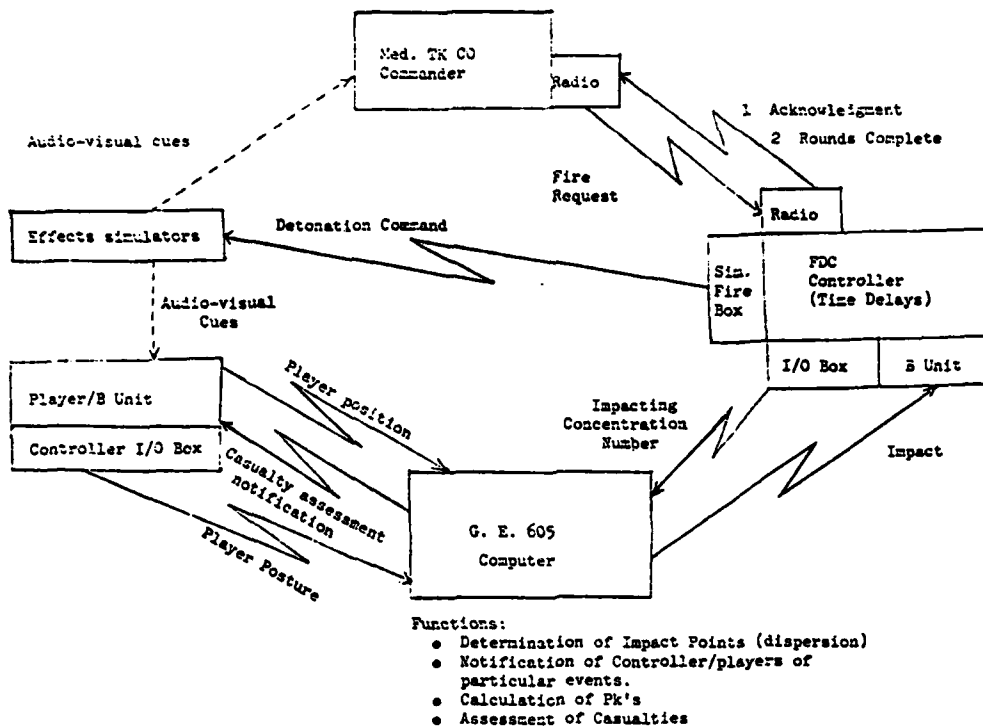 Med. TK CO
Commander
Radio
Audio-visual cues
1 Acknowledgment
2 Rounds Complete
Fire
Request
Radio
Effects simulators
Detonation Command
Sim.
Fire
Box
FDC
Controller
(Time Delays)
Audio-visual
Cues
I/O Box
B Unit
Player/B Unit
Controller I/O Box
Player position
Casualty assessment
notification
Player Posture
Impacting
Concentration
Number
Impact
G. E. 605
Computer
Functions:
● Determination of Impact Points (dispersion)
● Notification of Controller/players of
particular events.
● Calculation of Pk's
● Assessment of Casualties